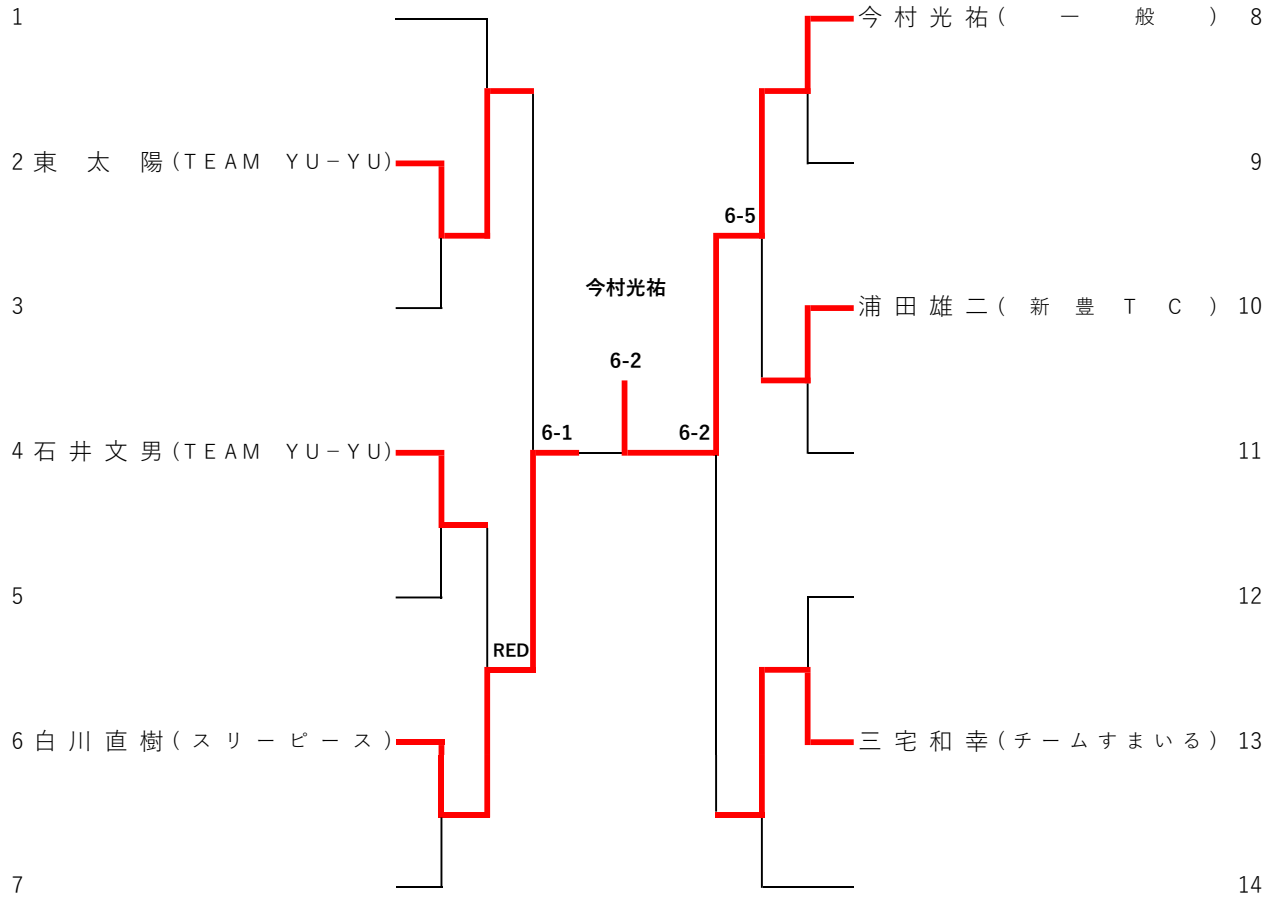 1
2 東 太 陽 (TEAM YU-YU)
3
4 石 井 文 男 (TEAM YU-YU)
5
6 白 川 直 樹 (スリーピース)
7
RED
6-1
今村光祐
6-2
6-2
6-5
今 村 光 祐 ( 一 般 ) 8
9
浦 田 雄 二 ( 新 豊 T C ) 10
11
12
三 宅 和 幸 (チームすまいる) 13
14